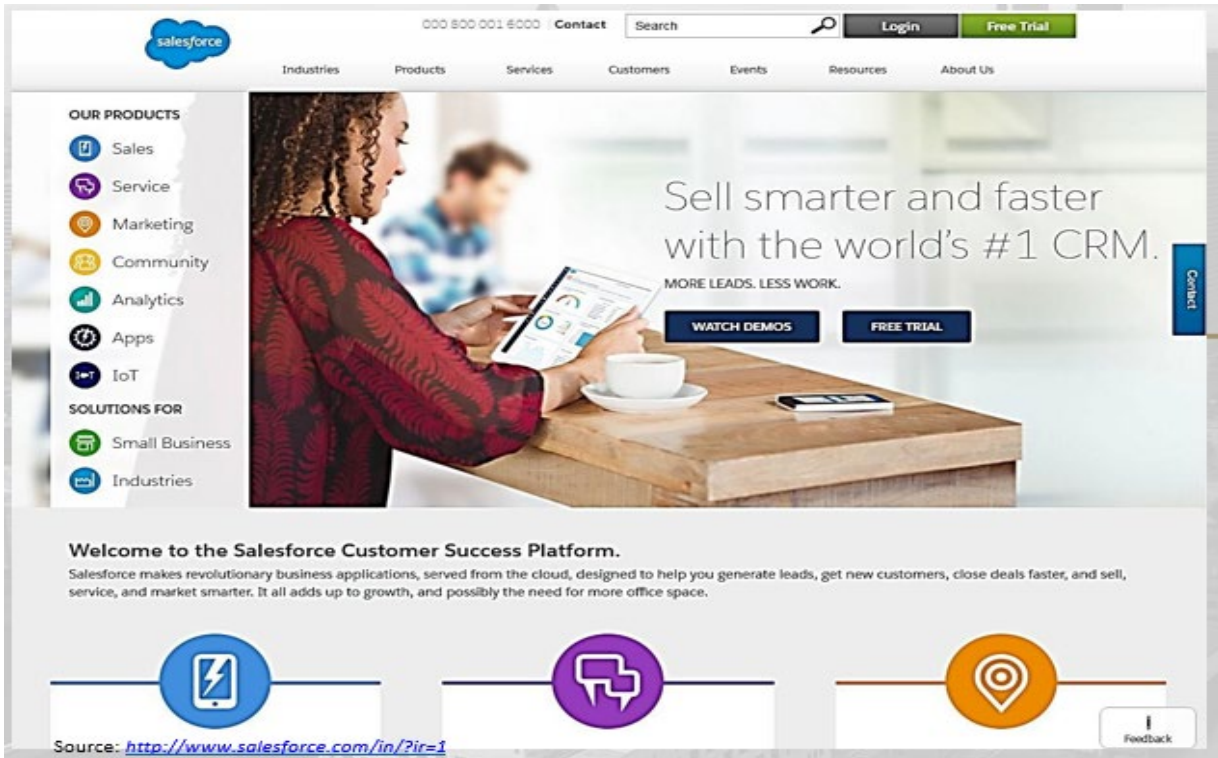 salesforce
000 800 001 6000 Contact Search Login Free Trial
Industries Products Services Customers Events Resources About Us
OUR PRODUCTS
Sales
Service
Marketing
Community
Analytics
Apps
IoT
SOLUTIONS FOR
Small Business
Industries
Sell smarter and faster
with the world's #1 CRM.
MORE LEADS. LESS WORK.
WATCH DEMOS FREE TRIAL
Contact
Welcome to the Salesforce Customer Success Platform.
Salesforce makes revolutionary business applications, served from the cloud, designed to help you generate leads, get new customers, close deals faster, and sell,
service, and market smarter. It all adds up to growth, and possibly the need for more office space.
Feedback
Source: http://www.salesforce.com/in/?ir=1